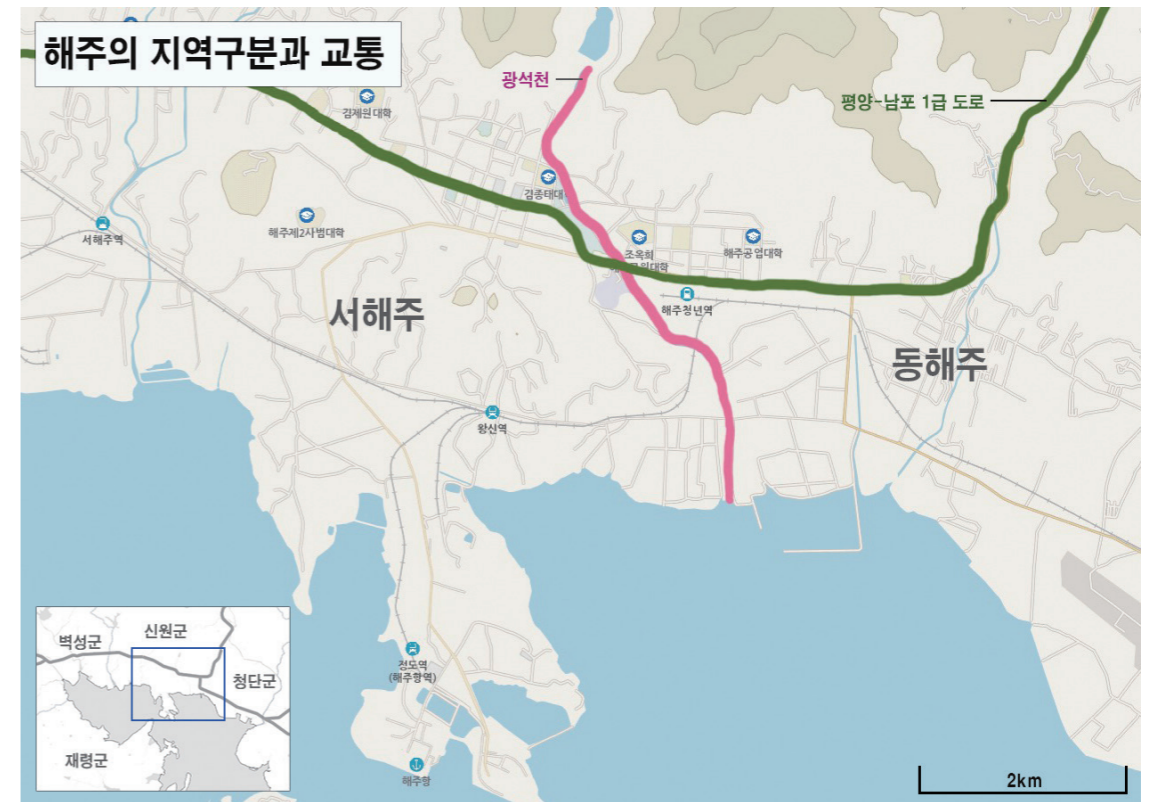 해주의 지역구분과 교통
광석천
평양-남포 1급 도로
김제원대학
김종태대
해주제2사범대학
서해주역
조옥희
대학
해주공업대학
해주청년역
서해주
동해주
왕신역
정도역
(해주항역)
해주항
벽성군
신원군
청단군
재령군
2km